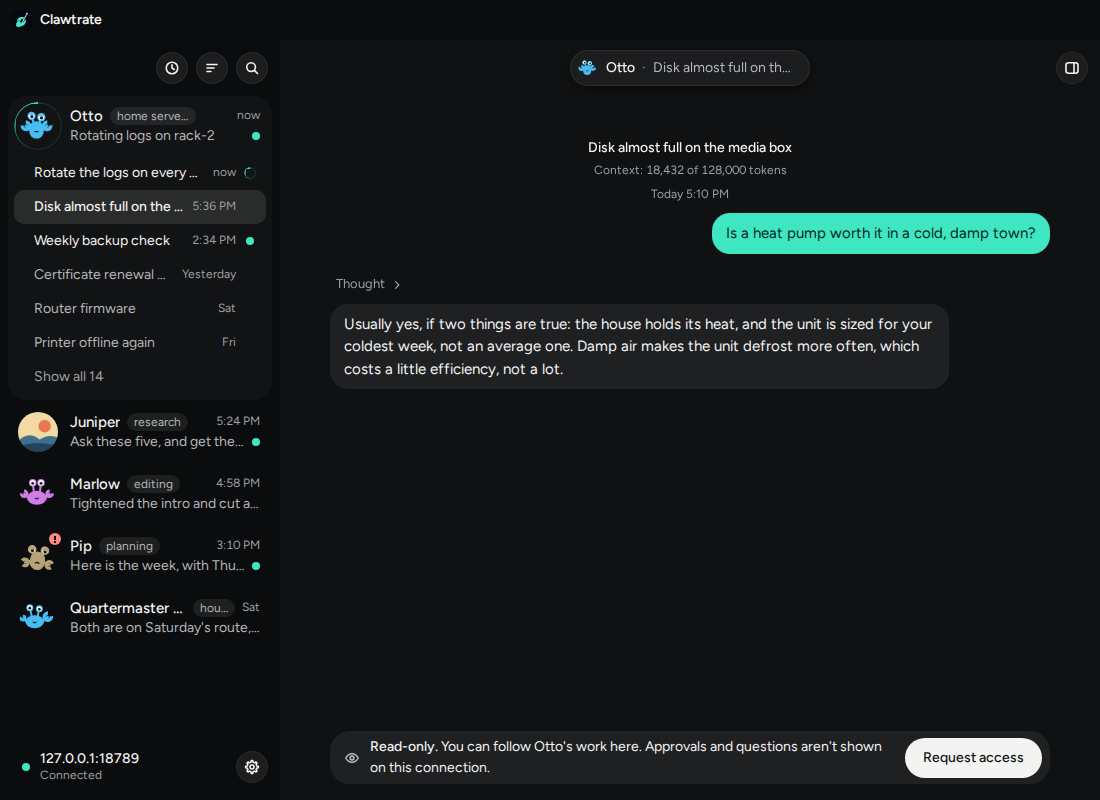 Clawtrate
Otto home serve... now
Rotating logs on rack-2
Rotate the logs on every ... now
Disk almost full on the ... 5:36 PM
Weekly backup check 2:34 PM
Certificate renewal ... Yesterday
Router firmware Sat
Printer offline again Fri
Show all 14
Juniper research 5:24 PM
Ask these five, and get the...
Marlow editing 4:58 PM
Tightened the intro and cut a...
Pip planning 3:10 PM
Here is the week, with Thu...
Quartermaster ... hou... Sat
Both are on Saturday's route,...
127.0.0.1:18789
Connected
Otto · Disk almost full on th...
Disk almost full on the media box
Context: 18,432 of 128,000 tokens
Today 5:10 PM
Is a heat pump worth it in a cold, damp town?
Thought
Usually yes, if two things are true: the house holds its heat, and the unit is sized for your
coldest week, not an average one. Damp air makes the unit defrost more often, which
costs a little efficiency, not a lot.
Read-only. You can follow Otto's work here. Approvals and questions aren't shown
on this connection.
Request access